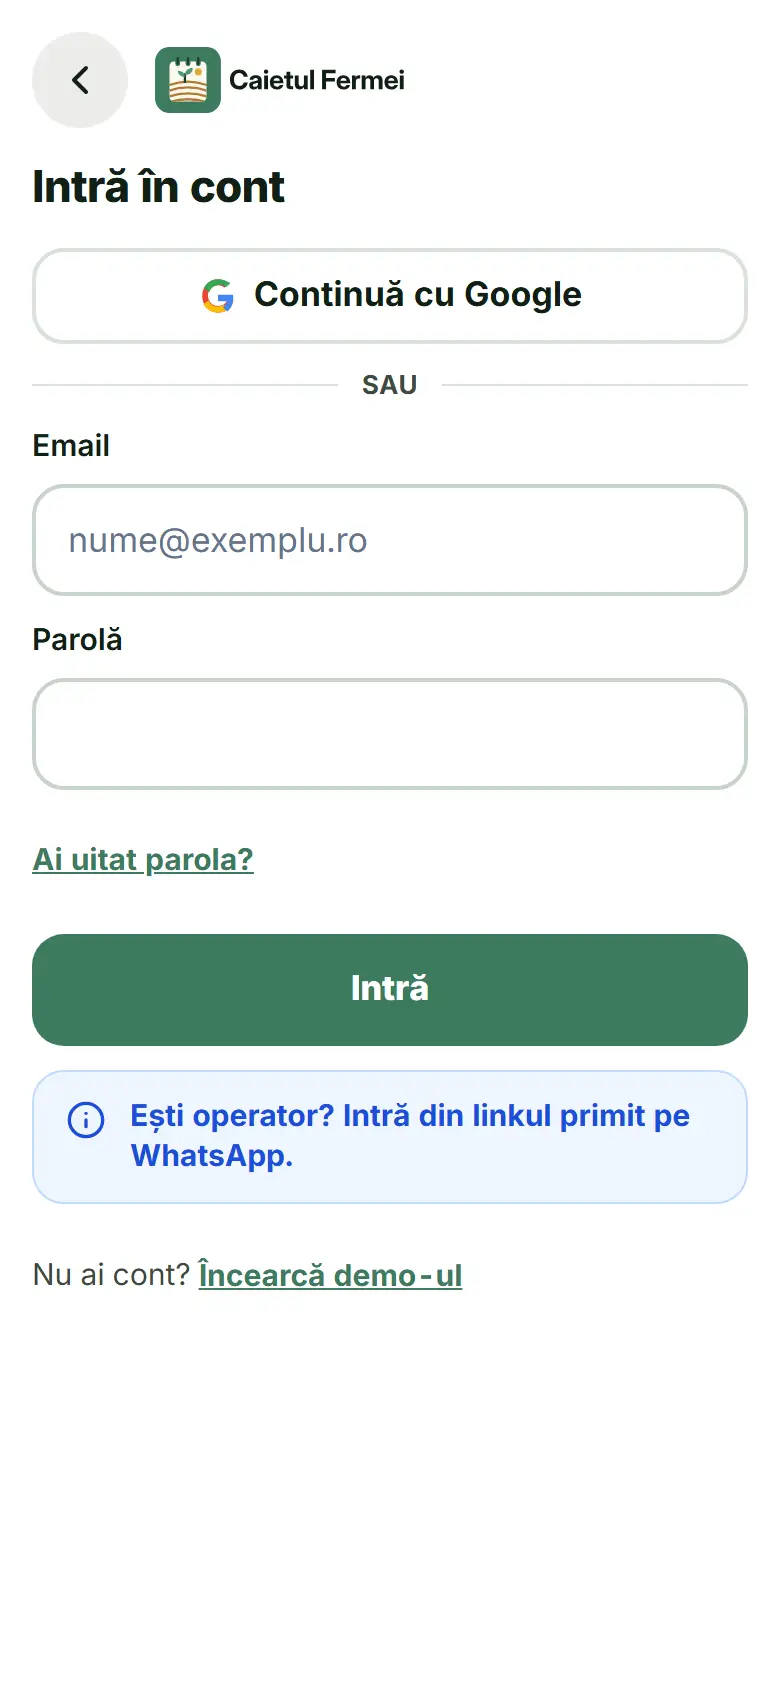 Caietul Fermei
Intră în cont
Continuă cu Google
SAU
Email
nume@exemplu.ro
Parolă
Ai uitat parola?
Intră
Ești operator? Intră din linkul primit pe
WhatsApp.
Nu ai cont? Încearcă demo-ul